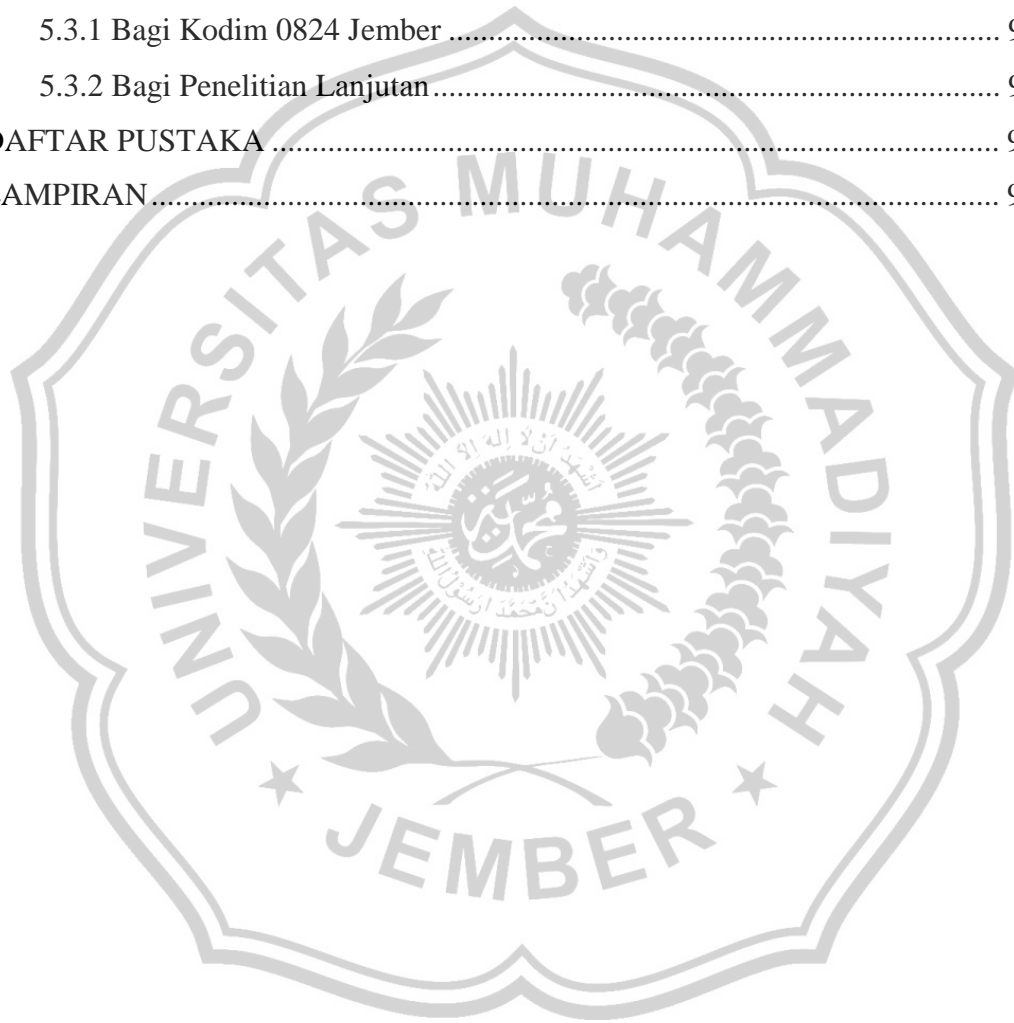 5.3.1 Bagi Kodim 0824 Jember ........................................................................ 9
5.3.2 Bagi Penelitian Lanjutan .......................................................................... 9
DAFTAR PUSTAKA .............................................................................................. 9
AMPIRAN .............................................................................................................. 9
UNIVERSITAS MUHAMMADIYAH
JEMBER